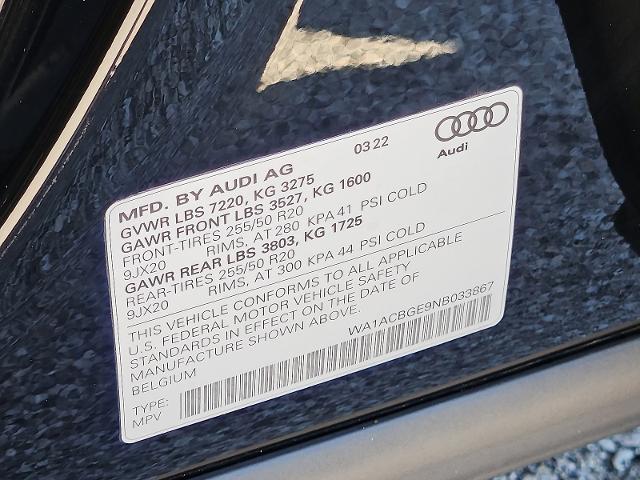 03 22
Audi
MFD. BY AUDI AG
GVWR LBS 7220, KG 3275
GAWR FRONT LBS 3527, KG 1600
FRONT-TIRES 255/50 R20
9JX20 RIMS, AT 280 KPA 41 PSI COLD
GAWR REAR LBS 3803, KG 1725
REAR-TIRES 255/50 R20
9JX20 RIMS, AT 300 KPA 44 PSI COLD
THIS VEHICLE CONFORMS TO ALL APPLICABLE
U.S. FEDERAL MOTOR VEHICLE SAFETY
STANDARDS IN EFFECT ON THE DATE OF
MANUFACTURE SHOWN ABOVE.
BELGIUM
WA1ACBGE9NB033867
TYPE:
MPV